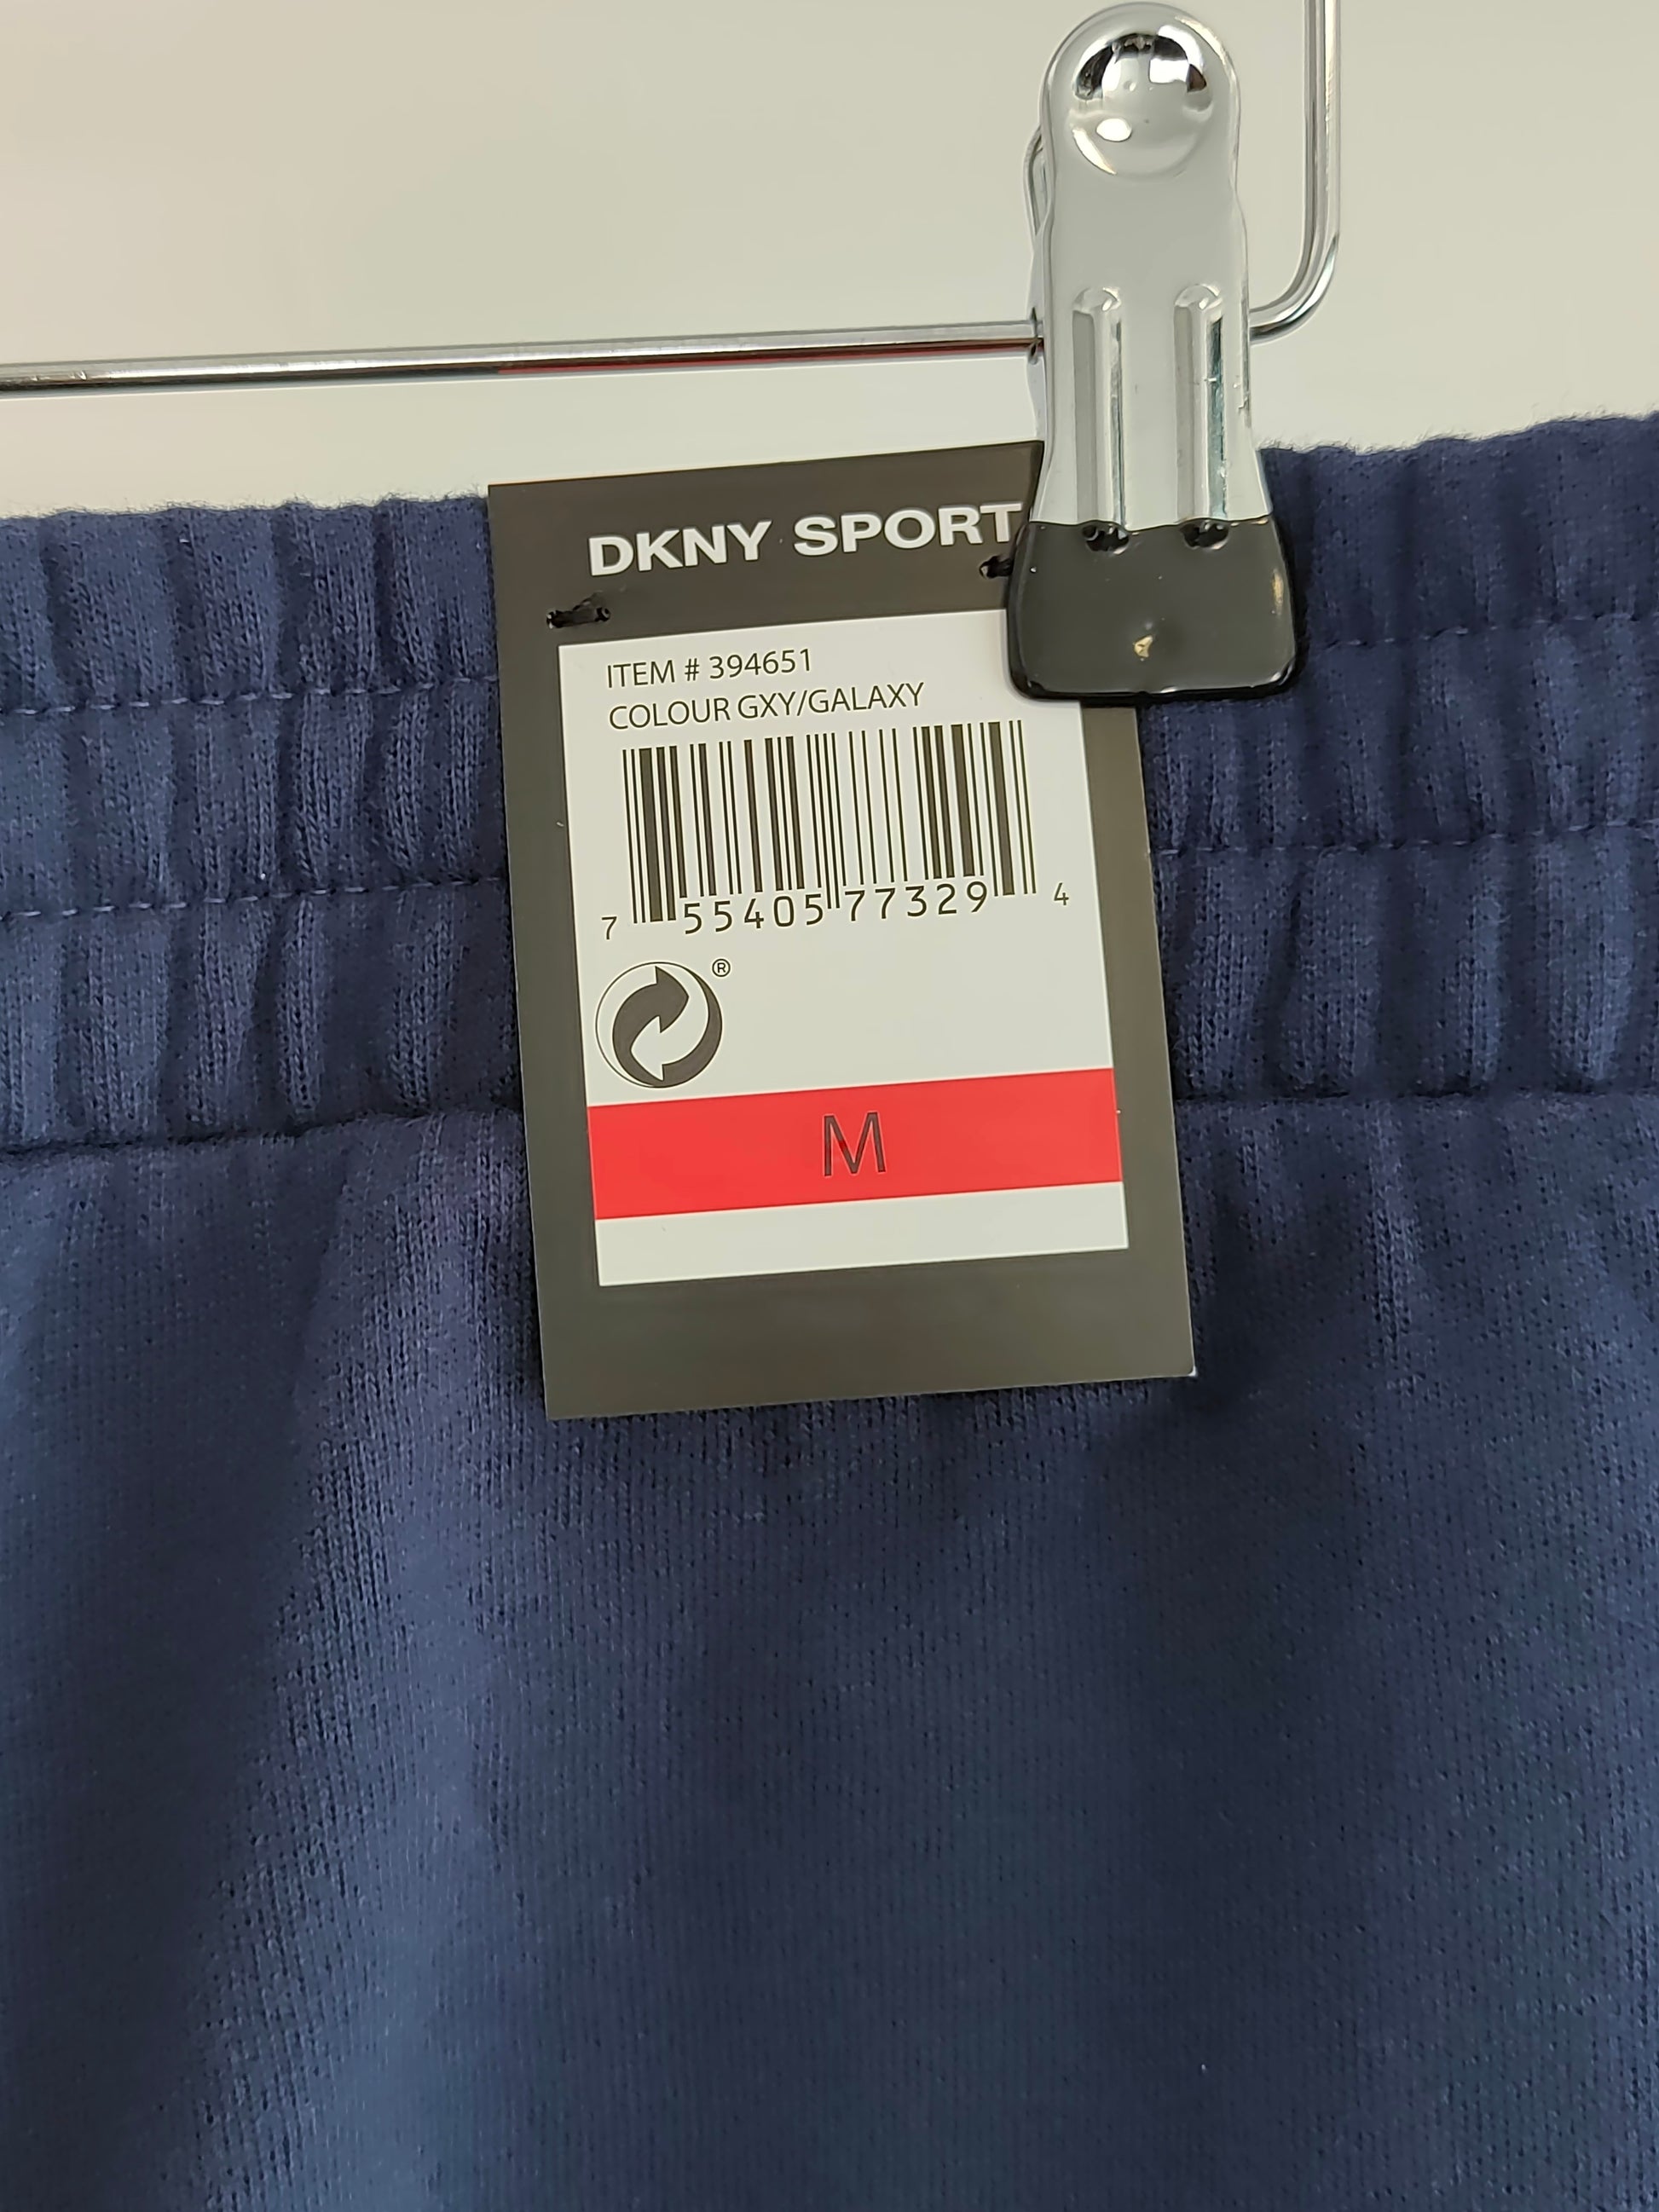 DKNY SPORT
ITEM # 394651
COLOUR GXY/GALAXY
7 55405 77329 4
®
M